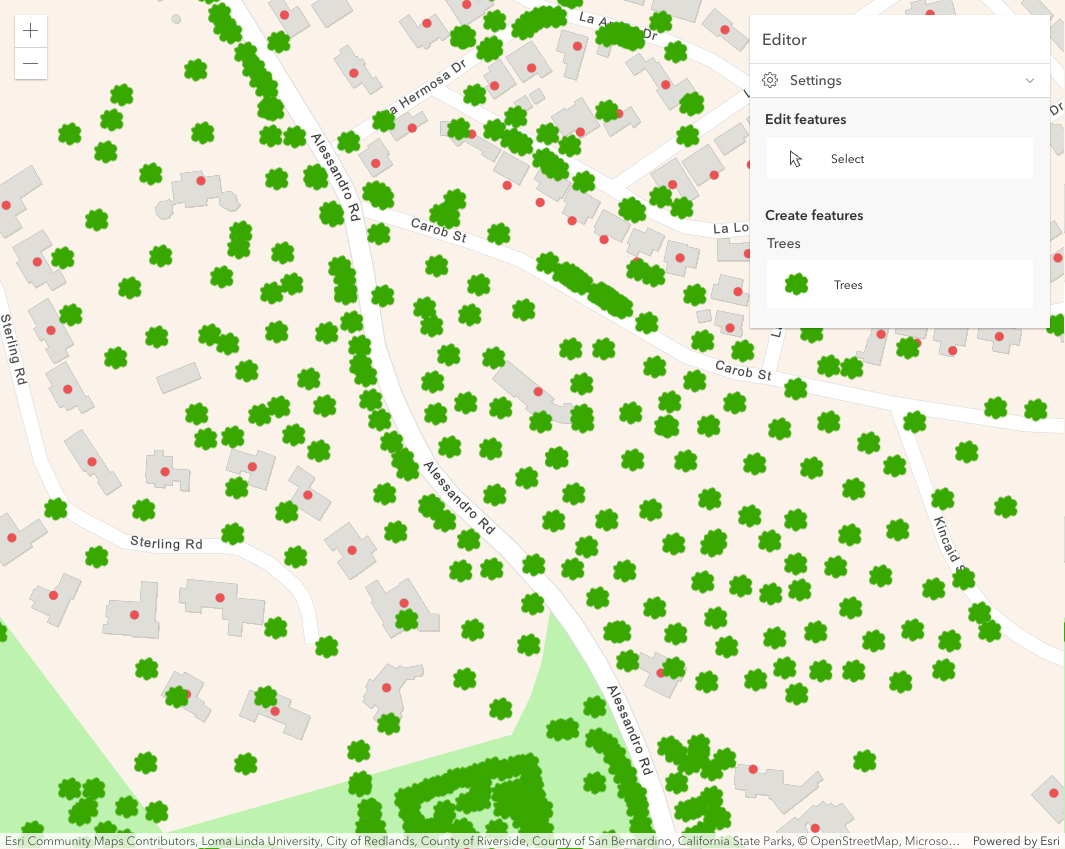 La A
Dr
Editor
Settings
a Hermosa Dr
Dr
Edit features
Select
Alessandro Rd
Carob St
La Lo
Create features
Trees
Trees
Sterling Rd
L
Carob St
Alessandro Rd
Kincaid S
Sterling Rd
Alessandro Rd
Esri Community Maps Contributors, Loma Linda University, City of Redlands, County of Riverside, County of San Bernardino, California State Parks, © OpenStreetMap, Microso...
Powered by Esri